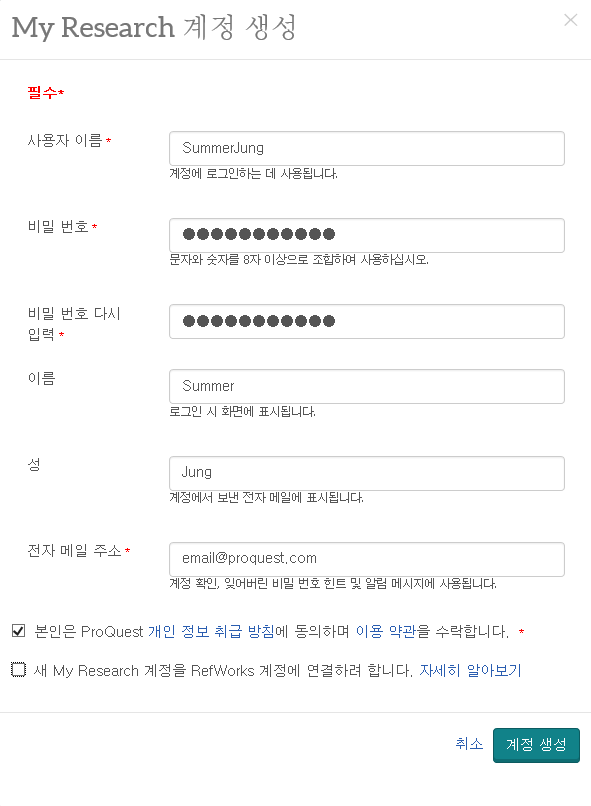 My Research 계정 생성
필수*
사용자 이름 *
SummerJung
계정에 로그인하는 데 사용됩니다.
비밀 번호 *
●●●●●●●●●●●
문자와 숫자를 8자 이상으로 조합하여 사용하십시오.
비밀 번호 다시
입력 *
●●●●●●●●●●●
이름
Summer
로그인 시 화면에 표시됩니다.
성
Jung
계정에서 보낸 전자 메일에 표시됩니다.
전자 메일 주소 *
email@proquest.com
계정 확인, 잊어버린 비밀 번호 힌트 및 알람 메시지에 사용됩니다.
본인은 ProQuest 개인 정보 취급 방침에 동의하며 이용 약관을 수락합니다. *
새 My Research 계정을 RefWorks 계정에 연결하려 합니다. 자세히 알아보기
취소
계정 생성